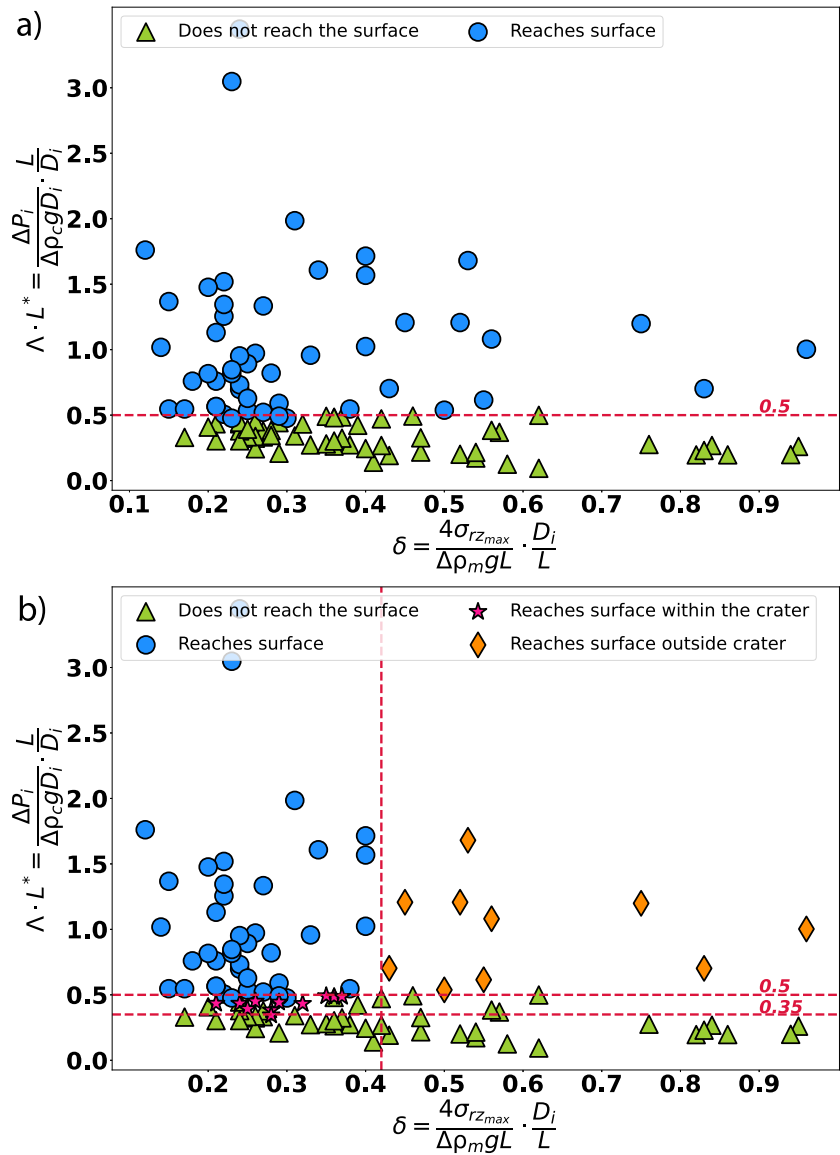 a)
Does not reach the surface
Reaches surface
Λ · L* = ΔP_i / Δρ_c g D_i · L / D_i
3.0
2.5
2.0
1.5
1.0
0.5
0.0
0.5
0.1 0.2 0.3 0.4 0.5 0.6 0.7 0.8 0.9
δ = 4σ_rz_max / Δρ_m g L · D_i / L
b)
Does not reach the surface
Reaches surface within the crater
Reaches surface
Reaches surface outside crater
Λ · L* = ΔP_i / Δρ_c g D_i · L / D_i
3.0
2.5
2.0
1.5
1.0
0.5
0.0
0.5
0.35
0.2 0.3 0.4 0.5 0.6 0.7 0.8 0.9
δ = 4σ_rz_max / Δρ_m g L · D_i / L